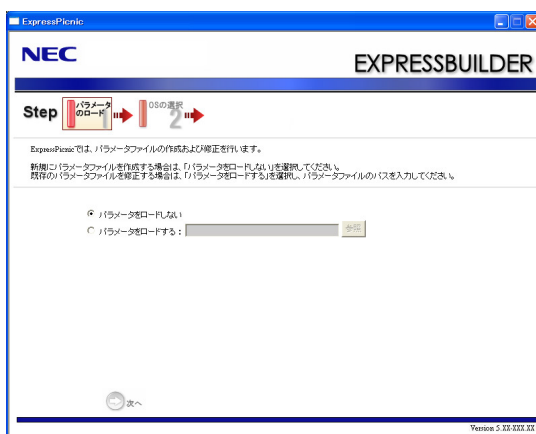 ExpressPicnic
NEC
EXPRESSBUILDER
Step パラメータのロード 1 OSの選択 2
ExpressPicnicでは、パラメータファイルの作成および修正を行います。
新規にパラメータファイルを作成する場合は、「パラメータをロードしない」を選択してください。
既存のパラメータファイルを修正する場合は、「パラメータをロードする」を選択し、パラメータファイルのパスを入力してください。
パラメータをロードしない
パラメータをロードする： 参照
次へ
Version 5.XX-XXX.XX